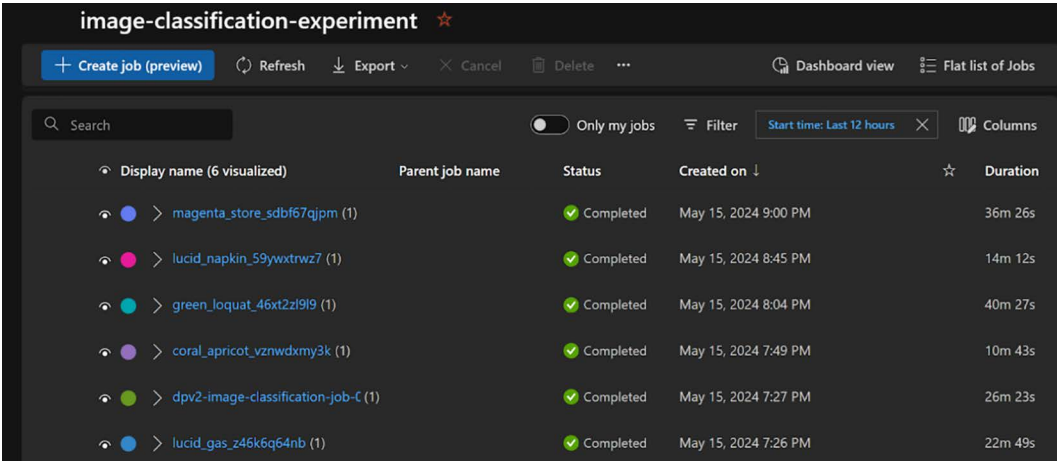 image-classification-experiment
Create job (preview) Refresh Export Cancel Delete ... Dashboard view Flat list of Jobs
Search Only my jobs Filter Start time: Last 12 hours Columns
Display name (6 visualized) Parent job name Status Created on ↓ Duration
magenta_store_sdbf67qjpm (1) Completed May 15, 2024 9:00 PM 36m 26s
lucid_napkin_59ywxtrwz7 (1) Completed May 15, 2024 8:45 PM 14m 12s
green_loquat_46xt2zl9l9 (1) Completed May 15, 2024 8:04 PM 40m 27s
coral_apricot_vznwdxmy3k (1) Completed May 15, 2024 7:49 PM 10m 43s
dpv2-image-classification-job-0 (1) Completed May 15, 2024 7:27 PM 26m 23s
lucid_gas_z46k6q64nb (1) Completed May 15, 2024 7:26 PM 22m 49s